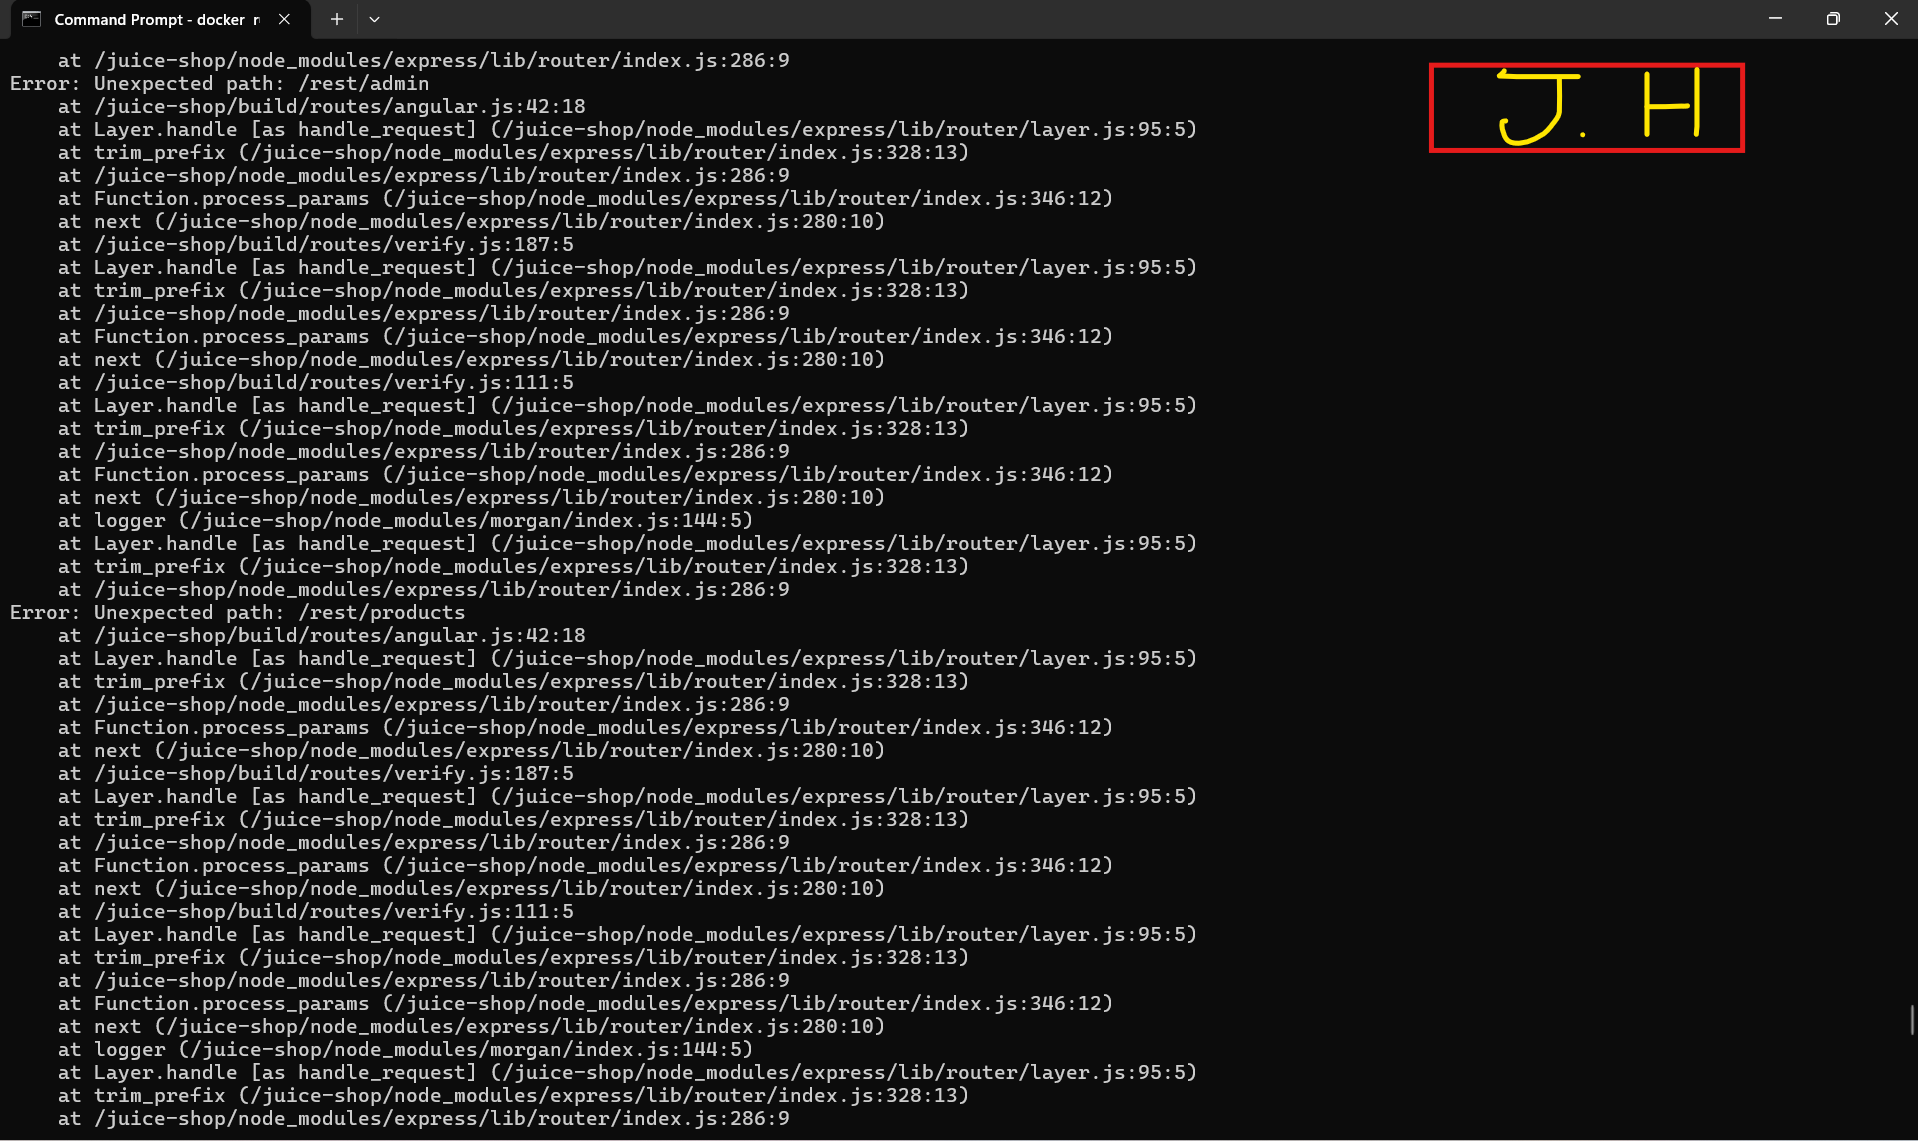 Command Prompt - docker r
    at /juice-shop/node_modules/express/lib/router/index.js:286:9
J. H
Error: Unexpected path: /rest/admin
    at /juice-shop/build/routes/angular.js:42:18
    at Layer.handle [as handle_request] (/juice-shop/node_modules/express/lib/router/layer.js:95:5)
    at trim_prefix (/juice-shop/node_modules/express/lib/router/index.js:328:13)
    at /juice-shop/node_modules/express/lib/router/index.js:286:9
    at Function.process_params (/juice-shop/node_modules/express/lib/router/index.js:346:12)
    at next (/juice-shop/node_modules/express/lib/router/index.js:280:10)
    at /juice-shop/build/routes/verify.js:187:5
    at Layer.handle [as handle_request] (/juice-shop/node_modules/express/lib/router/layer.js:95:5)
    at trim_prefix (/juice-shop/node_modules/express/lib/router/index.js:328:13)
    at /juice-shop/node_modules/express/lib/router/index.js:286:9
    at Function.process_params (/juice-shop/node_modules/express/lib/router/index.js:346:12)
    at next (/juice-shop/node_modules/express/lib/router/index.js:280:10)
    at /juice-shop/build/routes/verify.js:111:5
    at Layer.handle [as handle_request] (/juice-shop/node_modules/express/lib/router/layer.js:95:5)
    at trim_prefix (/juice-shop/node_modules/express/lib/router/index.js:328:13)
    at /juice-shop/node_modules/express/lib/router/index.js:286:9
    at Function.process_params (/juice-shop/node_modules/express/lib/router/index.js:346:12)
    at next (/juice-shop/node_modules/express/lib/router/index.js:280:10)
    at logger (/juice-shop/node_modules/morgan/index.js:144:5)
    at Layer.handle [as handle_request] (/juice-shop/node_modules/express/lib/router/layer.js:95:5)
    at trim_prefix (/juice-shop/node_modules/express/lib/router/index.js:328:13)
    at /juice-shop/node_modules/express/lib/router/index.js:286:9
Error: Unexpected path: /rest/products
    at /juice-shop/build/routes/angular.js:42:18
    at Layer.handle [as handle_request] (/juice-shop/node_modules/express/lib/router/layer.js:95:5)
    at trim_prefix (/juice-shop/node_modules/express/lib/router/index.js:328:13)
    at /juice-shop/node_modules/express/lib/router/index.js:286:9
    at Function.process_params (/juice-shop/node_modules/express/lib/router/index.js:346:12)
    at next (/juice-shop/node_modules/express/lib/router/index.js:280:10)
    at /juice-shop/build/routes/verify.js:187:5
    at Layer.handle [as handle_request] (/juice-shop/node_modules/express/lib/router/layer.js:95:5)
    at trim_prefix (/juice-shop/node_modules/express/lib/router/index.js:328:13)
    at /juice-shop/node_modules/express/lib/router/index.js:286:9
    at Function.process_params (/juice-shop/node_modules/express/lib/router/index.js:346:12)
    at next (/juice-shop/node_modules/express/lib/router/index.js:280:10)
    at /juice-shop/build/routes/verify.js:111:5
    at Layer.handle [as handle_request] (/juice-shop/node_modules/express/lib/router/layer.js:95:5)
    at trim_prefix (/juice-shop/node_modules/express/lib/router/index.js:328:13)
    at /juice-shop/node_modules/express/lib/router/index.js:286:9
    at Function.process_params (/juice-shop/node_modules/express/lib/router/index.js:346:12)
    at next (/juice-shop/node_modules/express/lib/router/index.js:280:10)
    at logger (/juice-shop/node_modules/morgan/index.js:144:5)
    at Layer.handle [as handle_request] (/juice-shop/node_modules/express/lib/router/layer.js:95:5)
    at trim_prefix (/juice-shop/node_modules/express/lib/router/index.js:328:13)
    at /juice-shop/node_modules/express/lib/router/index.js:286:9